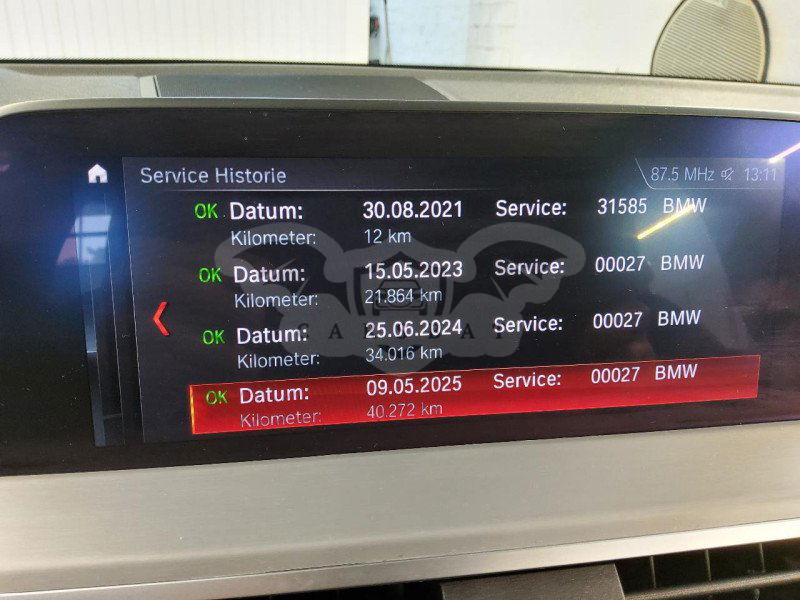 Service Historie
87.5 MHz 13:11
OK Datum: 30.08.2021 Service: 31585 BMW
Kilometer: 12 km
OK Datum: 15.05.2023 Service: 00027 BMW
Kilometer: 21.864 km
OK Datum: 25.06.2024 Service: 00027 BMW
Kilometer: 34.016 km
OK Datum: 09.05.2025 Service: 00027 BMW
Kilometer: 40.272 km